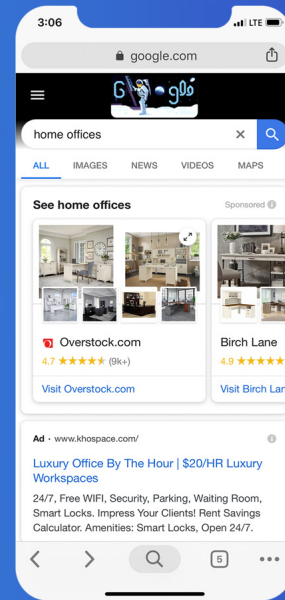 3:06
LTE
google.com
home offices
ALL IMAGES NEWS VIDEOS MAPS
See home offices
Sponsored
Overstock.com
4.7 (9k+)
Visit Overstock.com
Birch Lane
4.9
Visit Birch Lan
Ad · www.khospace.com/
Luxury Office By The Hour | $20/HR Luxury
Workspaces
24/7, Free WIFI, Security, Parking, Waiting Room,
Smart Locks. Impress Your Clients! Rent Savings
Calculator. Amenities: Smart Locks, Open 24/7.
5